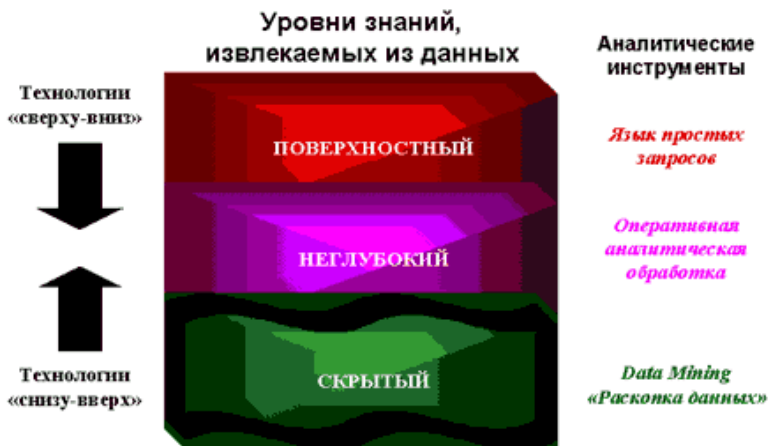 Уровни знаний,
извлекаемых из данных
Аналитические
инструменты
Технологии
«сверху-вниз»
ПОВЕРХНОСТНЫЙ
Язык простых
запросов
НЕГЛУБОКИЙ
Оперативная
аналитическая
обработка
Технологии
«снизу-вверх»
СКРЫТЫЙ
Data Mining
«Раскопка данных»